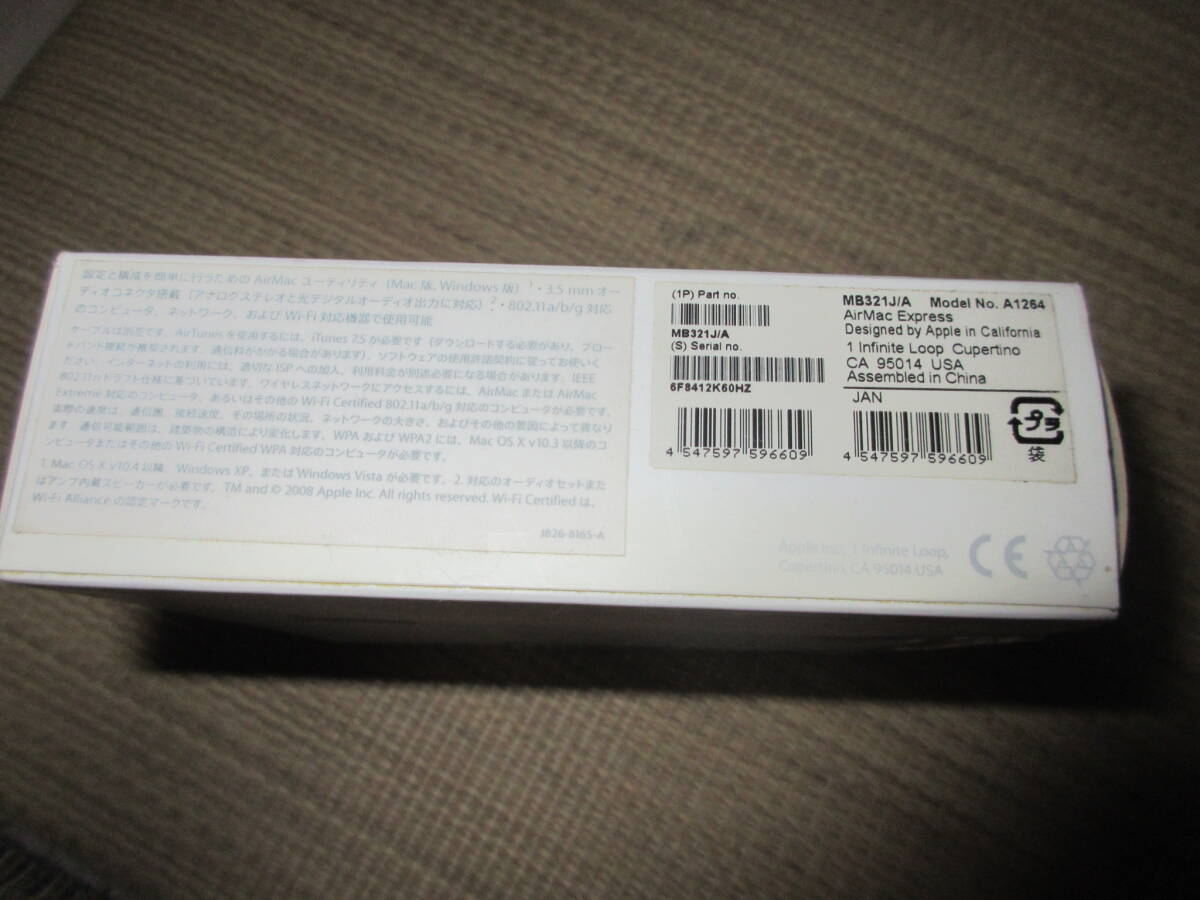 設定と構成を簡単に行うための AirMac ユーティリティ (Mac 版, Windows 版) 1・3.5 mm オー
ディオコネクタ搭載 (アナログステレオと光デジタルオーディオ出力に対応) 2・802.11a/b/g 対応
のコンピュータ、ネットワーク、および Wi-Fi 対応機器で使用可能
ケーブルは別売です。AirTunes を使用するには、iTunes 7.5 が必要です (ダウンロードする必要があり、ブロー
ドバンド接続が推奨されます。通信料がかかる場合があります)。ソフトウェアの使用許諾契約に従ってお使いく
ださい。インターネットの利用には、適切な ISP への加入、利用料金が別途必要になる場合があります。IEEE
802.11n ドラフト仕様に基づいています。ワイヤレスネットワークにアクセスするには、AirMac または AirMac
Extreme 対応のコンピュータ、あるいはその他の Wi-Fi Certified 802.11a/b/g 対応のコンピュータが必要です。
実際の速度は、通信圏、接続速度、その場所の状況、ネットワークの大きさ、およびその他の要因によって異なり
ます。通信可能範囲は、建築物の構造により変化します。WPA および WPA2 には、Mac OS X v10.3 以降のコ
ンピュータまたはその他の Wi-Fi Certified WPA 対応のコンピュータが必要です。
1. Mac OS X v10.4 以降、Windows XP、または Windows Vista が必要です。2. 対応のオーディオセットまた
はアンプ内蔵スピーカーが必要です。TM and © 2008 Apple Inc. All rights reserved. Wi-Fi Certified は、
Wi-Fi Alliance の認定マークです。
JB26-8165-A
(1P) Part no.
MB321J/A
(S) Serial no.
6F8412K60HZ
4 547597 596609
MB321J/A Model No. A1264
AirMac Express
Designed by Apple in California
1 Infinite Loop Cupertino
CA 95014 USA
Assembled in China
JAN
4 547597 596609
プラ
袋
Apple Inc., 1 Infinite Loop,
Cupertino, CA 95014 USA
CE